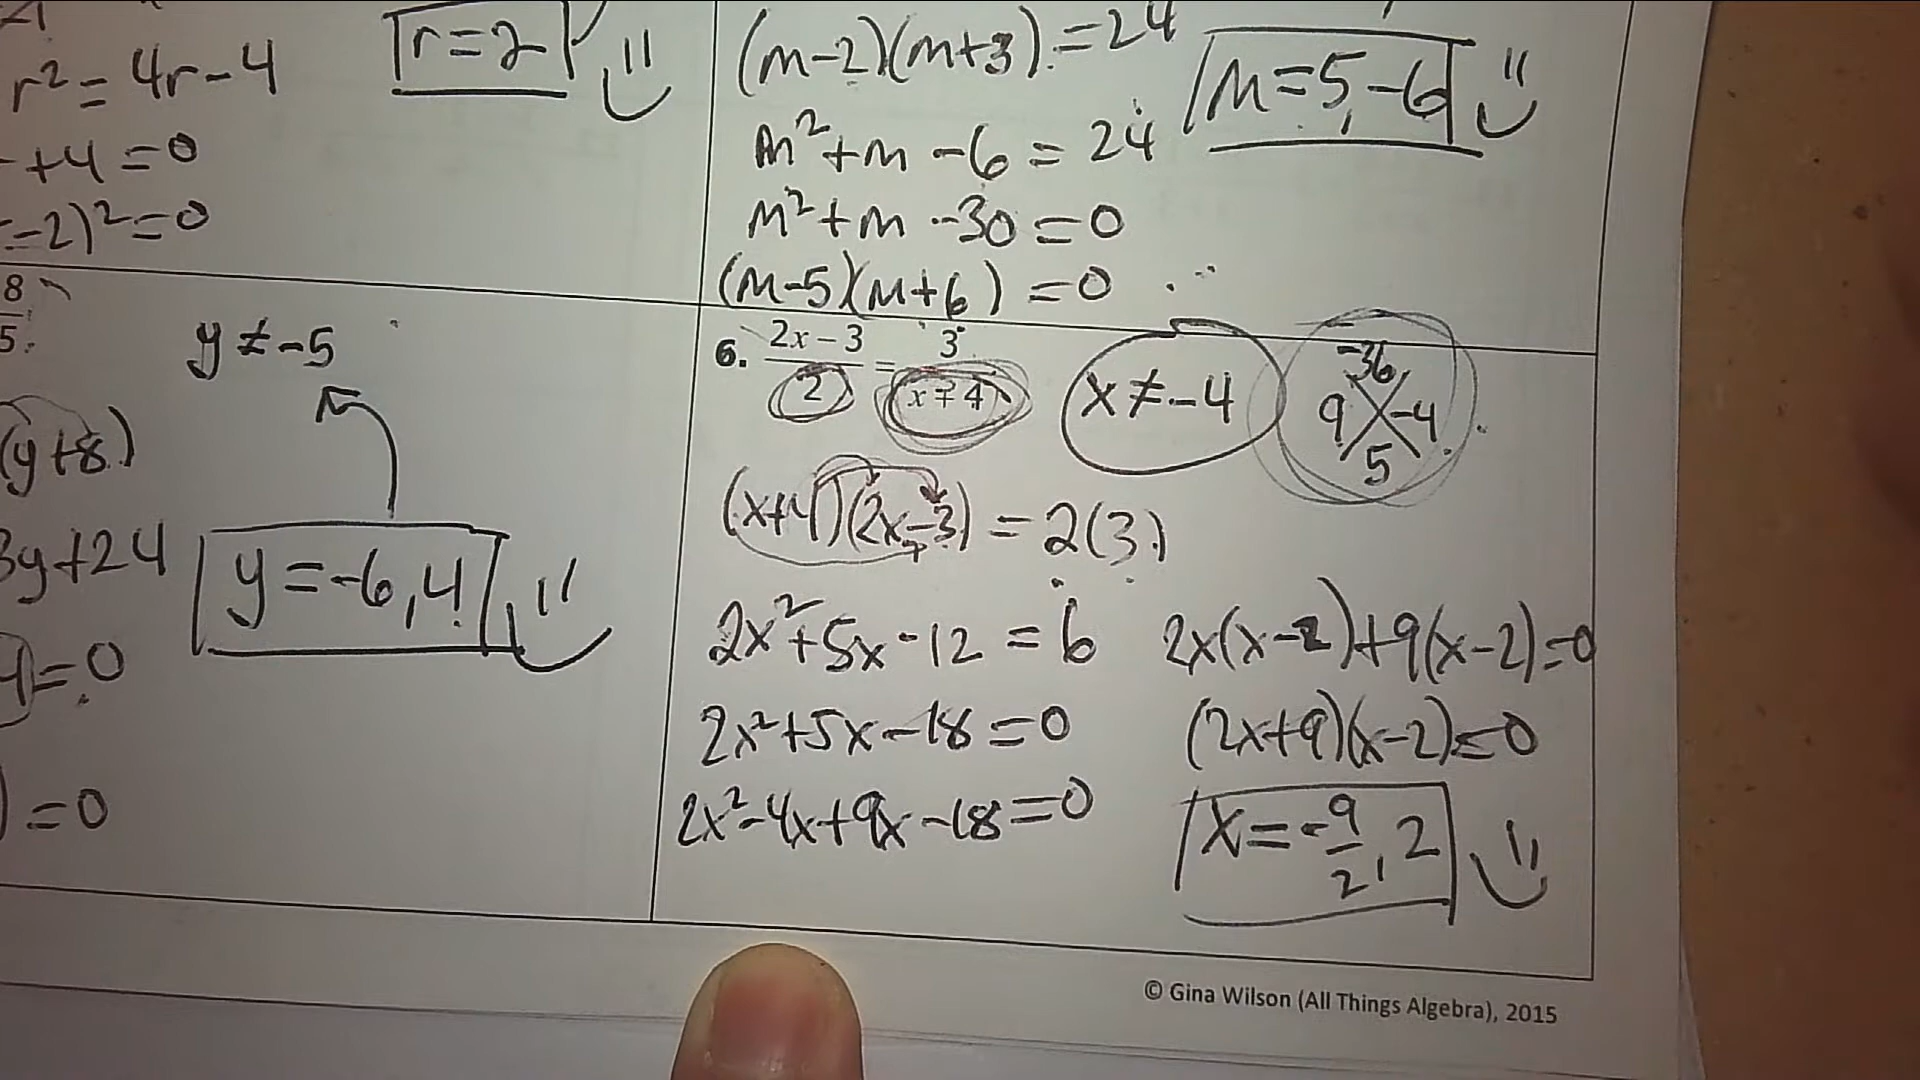 r² = 4r - 4
r = 2
+4 = 0
-2)² = 0
(m-2)(m+3) = 24
m = 5, -6
m² + m - 6 = 24
m² + m - 30 = 0
(m-5)(m+6) = 0
8
5
y ≠ -5
(y+8)
3y+24
y = -6, 4
= 0
) = 0
6. (2x - 3)/2 = 3/(x + 4)
x ≠ -4
-36
9 -4
5
(x+4)(2x-3) = 2(3)
2x² + 5x - 12 = 6
2x² + 5x - 18 = 0
2x² - 4x + 9x - 18 = 0
2x(x-2) + 9(x-2) = 0
(2x+9)(x-2) = 0
x = -9/2, 2
© Gina Wilson (All Things Algebra), 2015